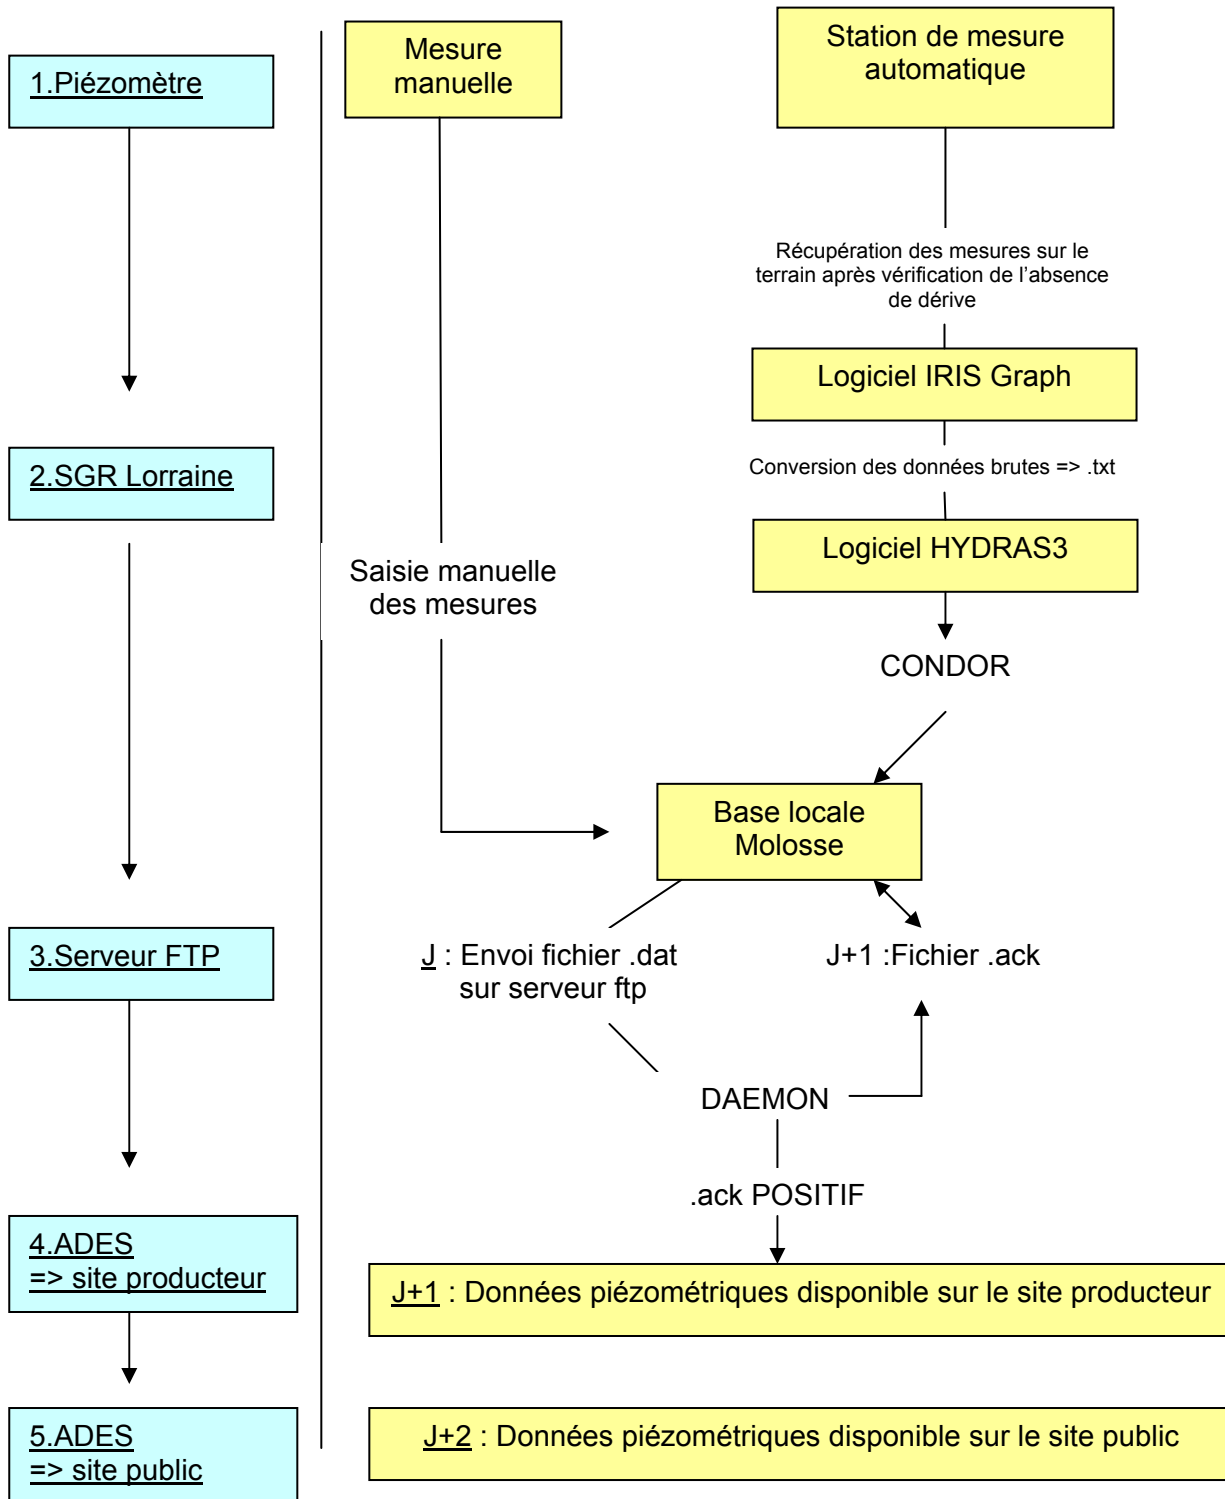 1.Piézomètre
2.SGR Lorraine
3.Serveur FTP
4.ADES
=> site producteur
5.ADES
=> site public
Mesure
manuelle
Saisie manuelle
des mesures
Station de mesure
automatique
Récupération des mesures sur le
terrain après vérification de l’absence
de dérive
Logiciel IRIS Graph
Conversion des données brutes => .txt
Logiciel HYDRAS3
CONDOR
Base locale
Molosse
J : Envoi fichier .dat
sur serveur ftp
J+1 :Fichier .ack
DAEMON
.ack POSITIF
J+1 : Données piézométriques disponible sur le site producteur
J+2 : Données piézométriques disponible sur le site public